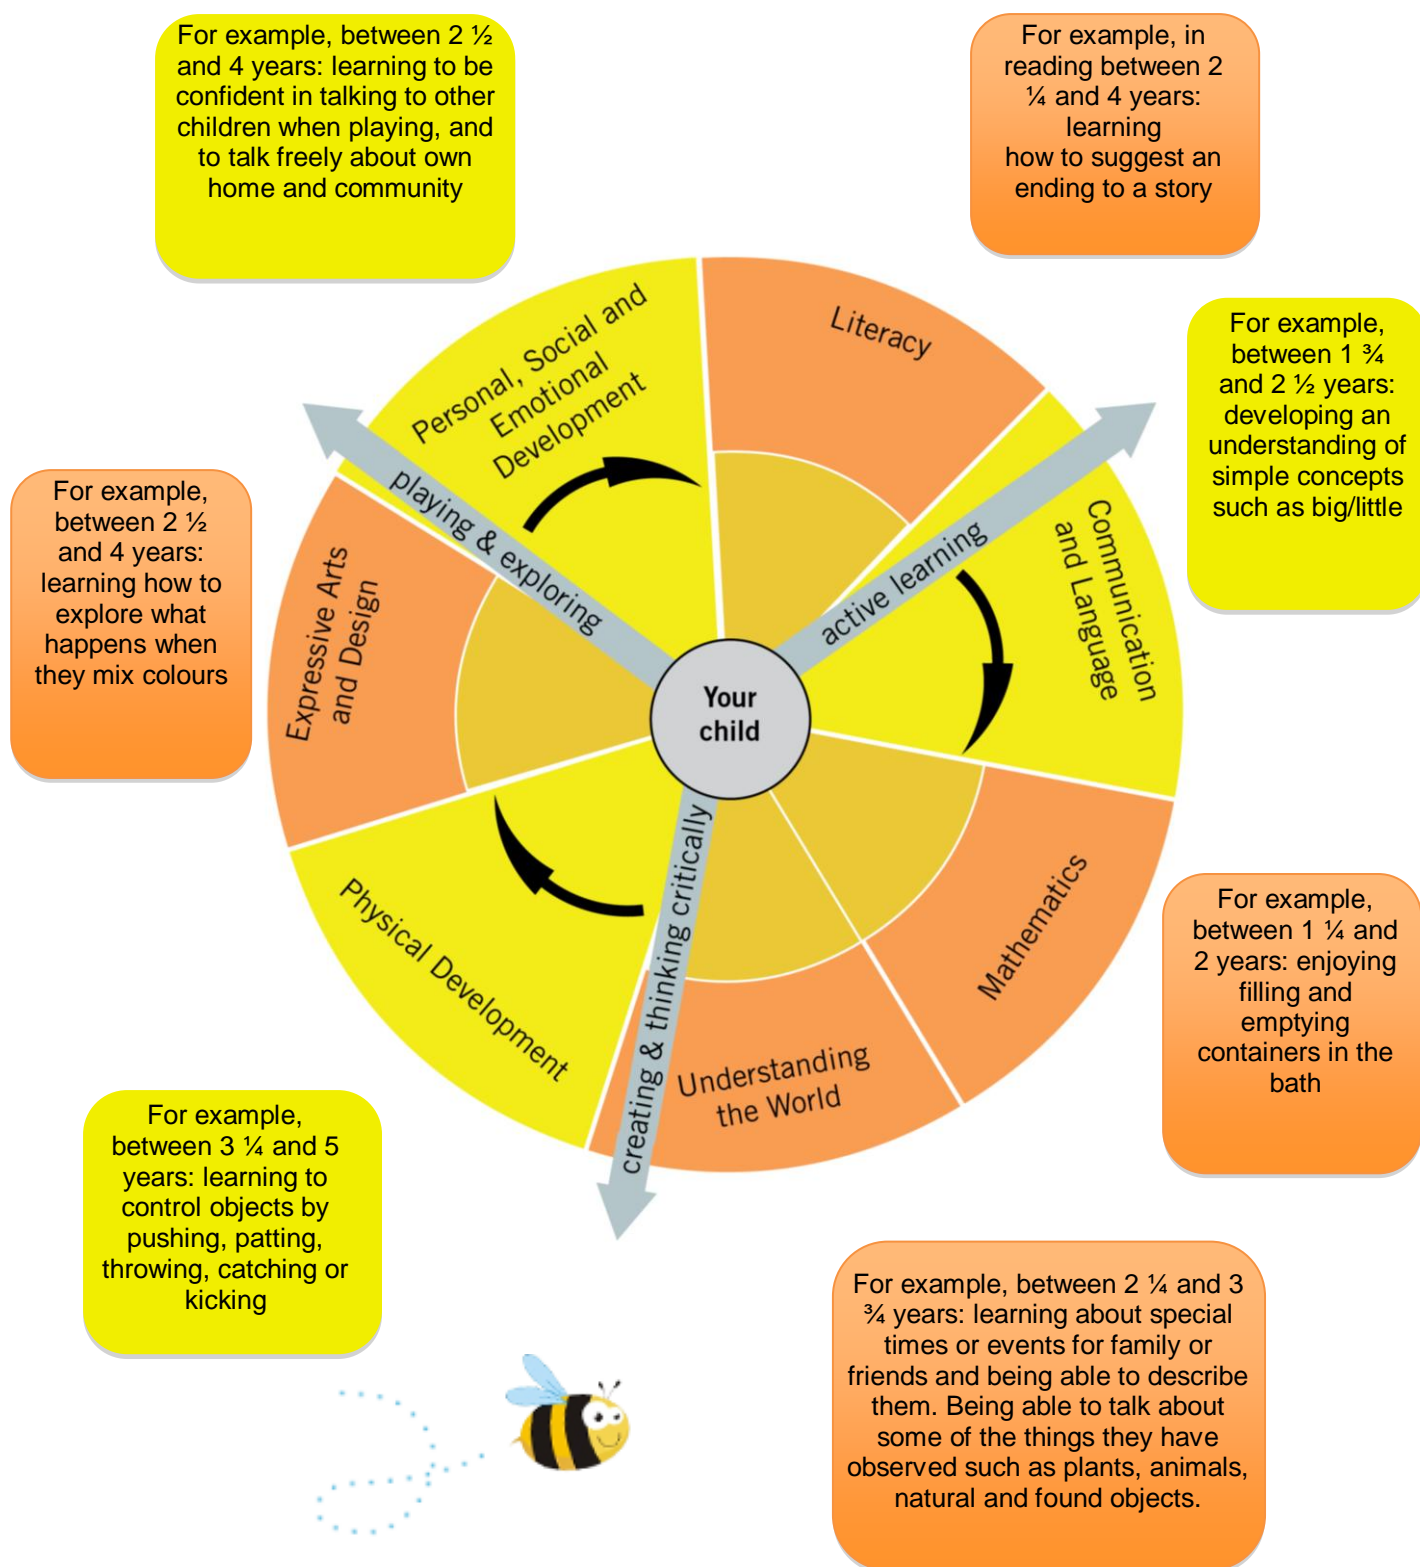 For example, between 2 ½
and 4 years: learning to be
confident in talking to other
children when playing, and
to talk freely about own
home and community
For example, in
reading between 2
¼ and 4 years:
learning
how to suggest an
ending to a story
For example,
between 1 ¾
and 2 ½ years:
developing an
understanding of
simple concepts
such as big/little
For example,
between 2 ½
and 4 years:
learning how to
explore what
happens when
they mix colours
Personal, Social and
Emotional
Development
Literacy
Communication
and Language
Mathematics
Understanding
the World
Physical Development
Expressive Arts
and Design
playing & exploring
active learning
creating & thinking critically
Your
child
For example,
between 1 ¼ and
2 years: enjoying
filling and
emptying
containers in the
bath
For example,
between 3 ¼ and 5
years: learning to
control objects by
pushing, patting,
throwing, catching or
kicking
For example, between 2 ¼ and 3
¾ years: learning about special
times or events for family or
friends and being able to describe
them. Being able to talk about
some of the things they have
observed such as plants, animals,
natural and found objects.